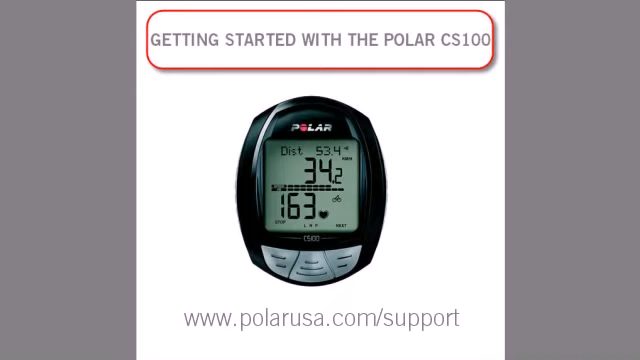 GETTING STARTED WITH THE POLAR CS100
POLAR
Dist 53.4
KM/H
34.2
163
STOP
L M P
NEXT
CS100
www.polarusa.com/support